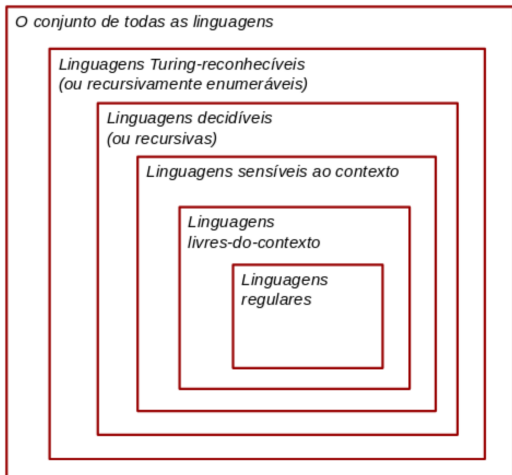 O conjunto de todas as linguagens
Linguagens Turing-reconhecíveis
(ou recursivamente enumeráveis)
Linguagens decidíveis
(ou recursivas)
Linguagens sensíveis ao contexto
Linguagens
livres-do-contexto
Linguagens
regulares